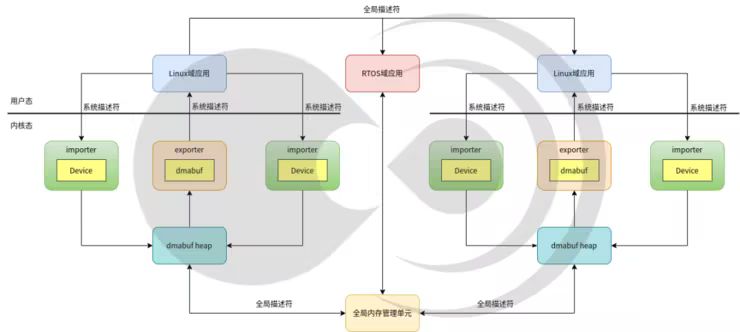 全局描述符
Linux域应用
RTOS域应用
Linux域应用
用户态
系统描述符
系统描述符
系统描述符
系统描述符
系统描述符
系统描述符
内核态
importer
Device
exporter
dmabuf
importer
Device
importer
Device
exporter
dmabuf
importer
Device
dmabuf heap
dmabuf heap
全局描述符
全局描述符
全局内存管理单元